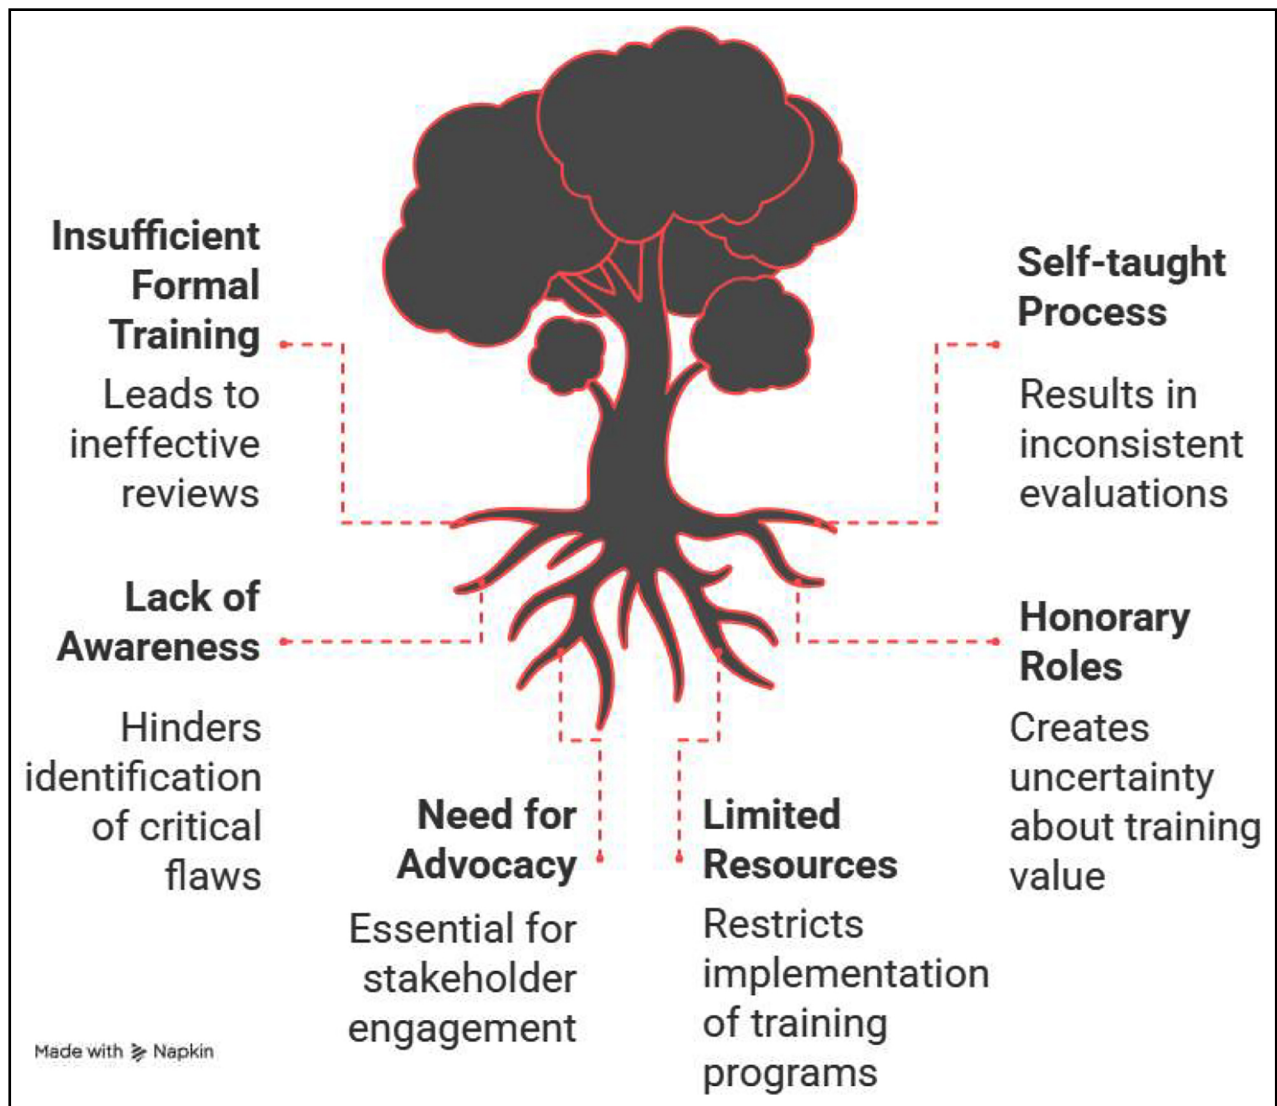 Insufficient
Formal
Training
Leads to
ineffective
reviews
Lack of
Awareness
Hinders
identification
of critical
flaws
Need for
Advocacy
Essential for
stakeholder
engagement
Limited
Resources
Restricts
implementation
of training
programs
Self-taught
Process
Results in
inconsistent
evaluations
Honorary
Roles
Creates
uncertainty
about training
value
Made with Napkin